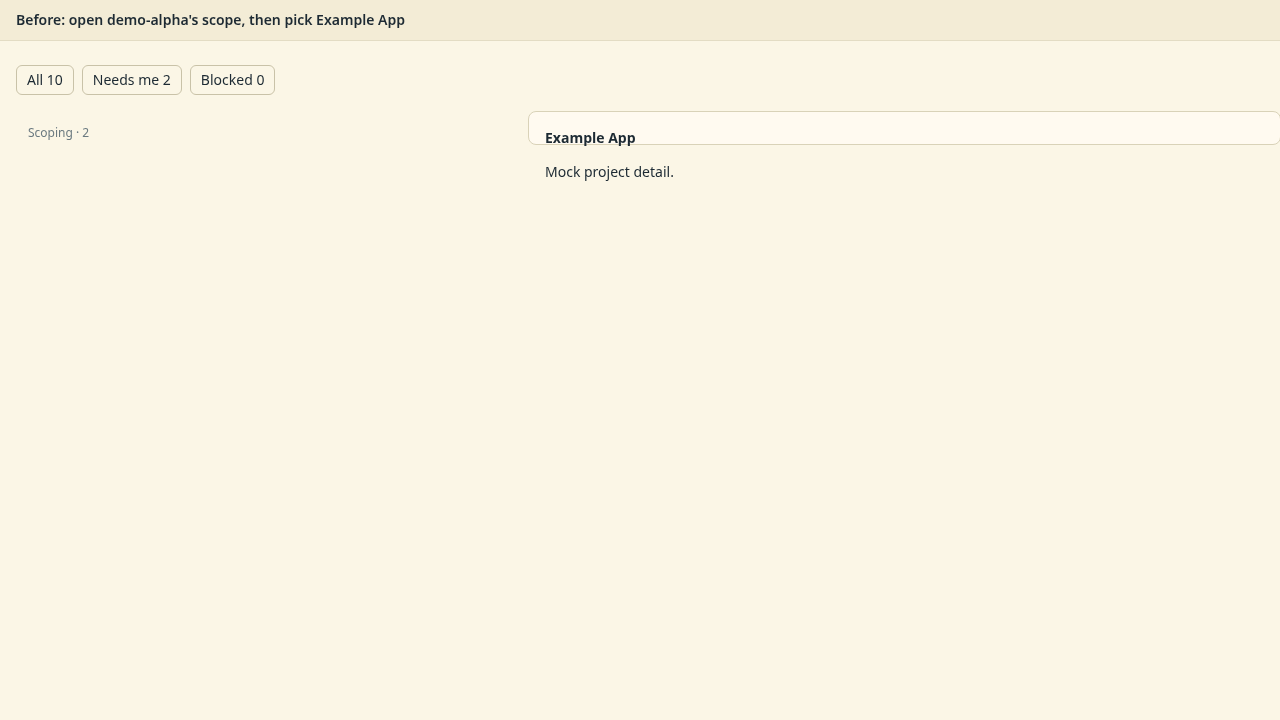 Before: open demo-alpha's scope, then pick Example App
All 10
Needs me 2
Blocked 0
Scoping · 2
Example App
Mock project detail.